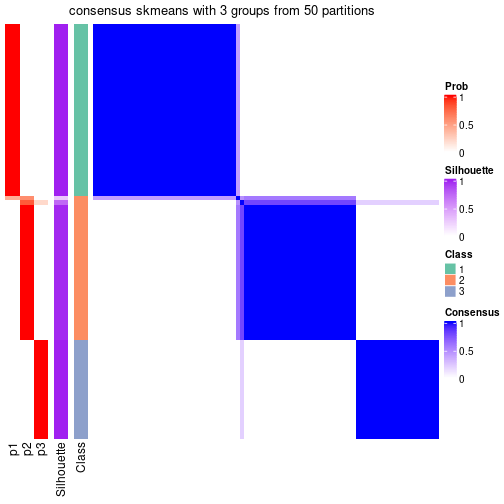 consensus skmeans with 3 groups from 50 partitions
Prob
1
0.5
0
Silhouette
1
0.5
0
Class
1
2
3
Consensus
1
0.5
0
p1
p2
p3
Silhouette
Class